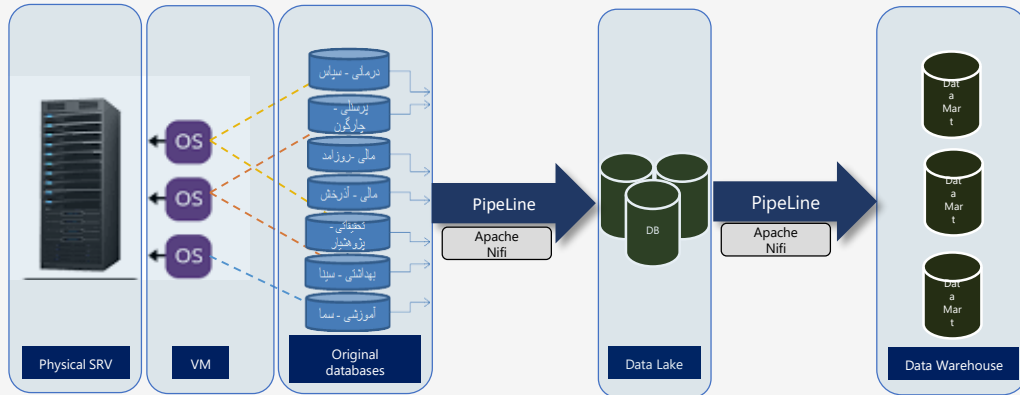 OS
OS
OS
درمانی - سپاس
پرسنلی -
چارگون
مالی -روزامد
مالی - آذرخش
تحقیقاتی -
پژوهشیار
بهداشتی - سینا
آموزشی - سما
PipeLine
Apache
Nifi
DB
PipeLine
Apache
Nifi
Dat
a
Mar
t
Dat
a
Mar
t
Dat
a
Mar
t
Physical SRV
VM
Original
databases
Data Lake
Data Warehouse